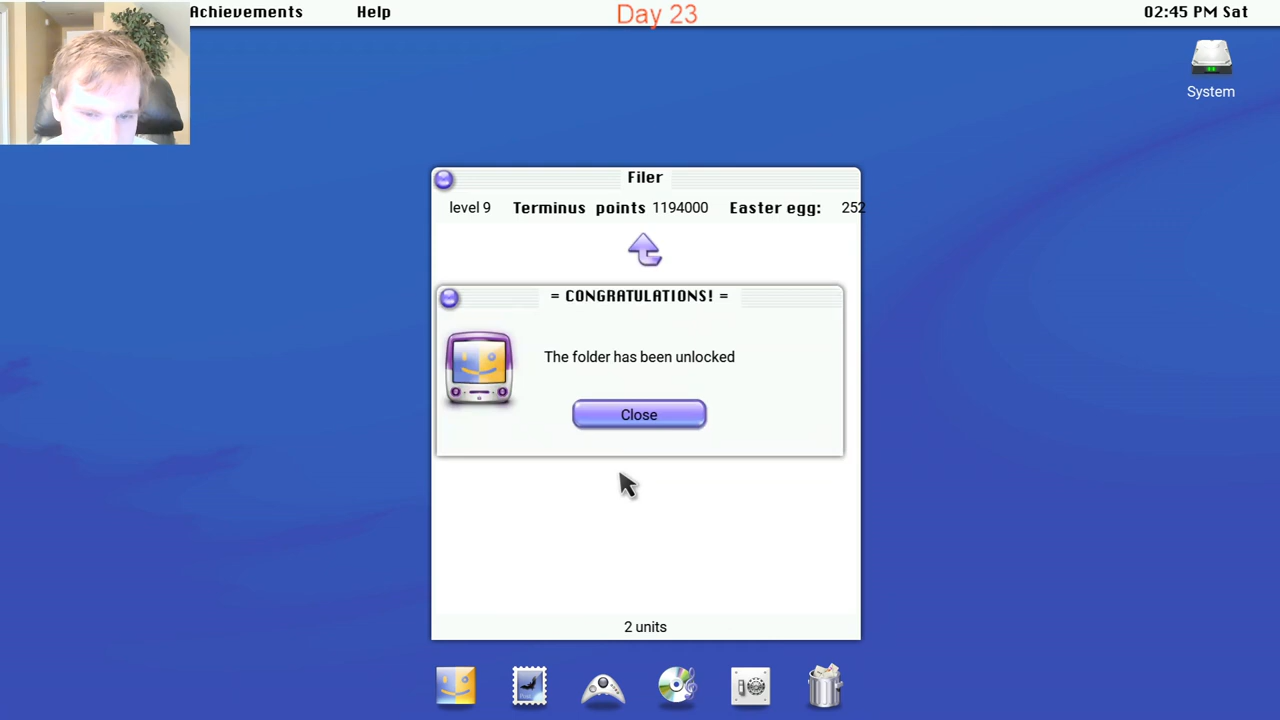 Achievements Help Day 23 02:45 PM Sat
System
Filer
level 9 Terminus points 1194000 Easter egg: 252
= CONGRATULATIONS! =
The folder has been unlocked
Close
2 units